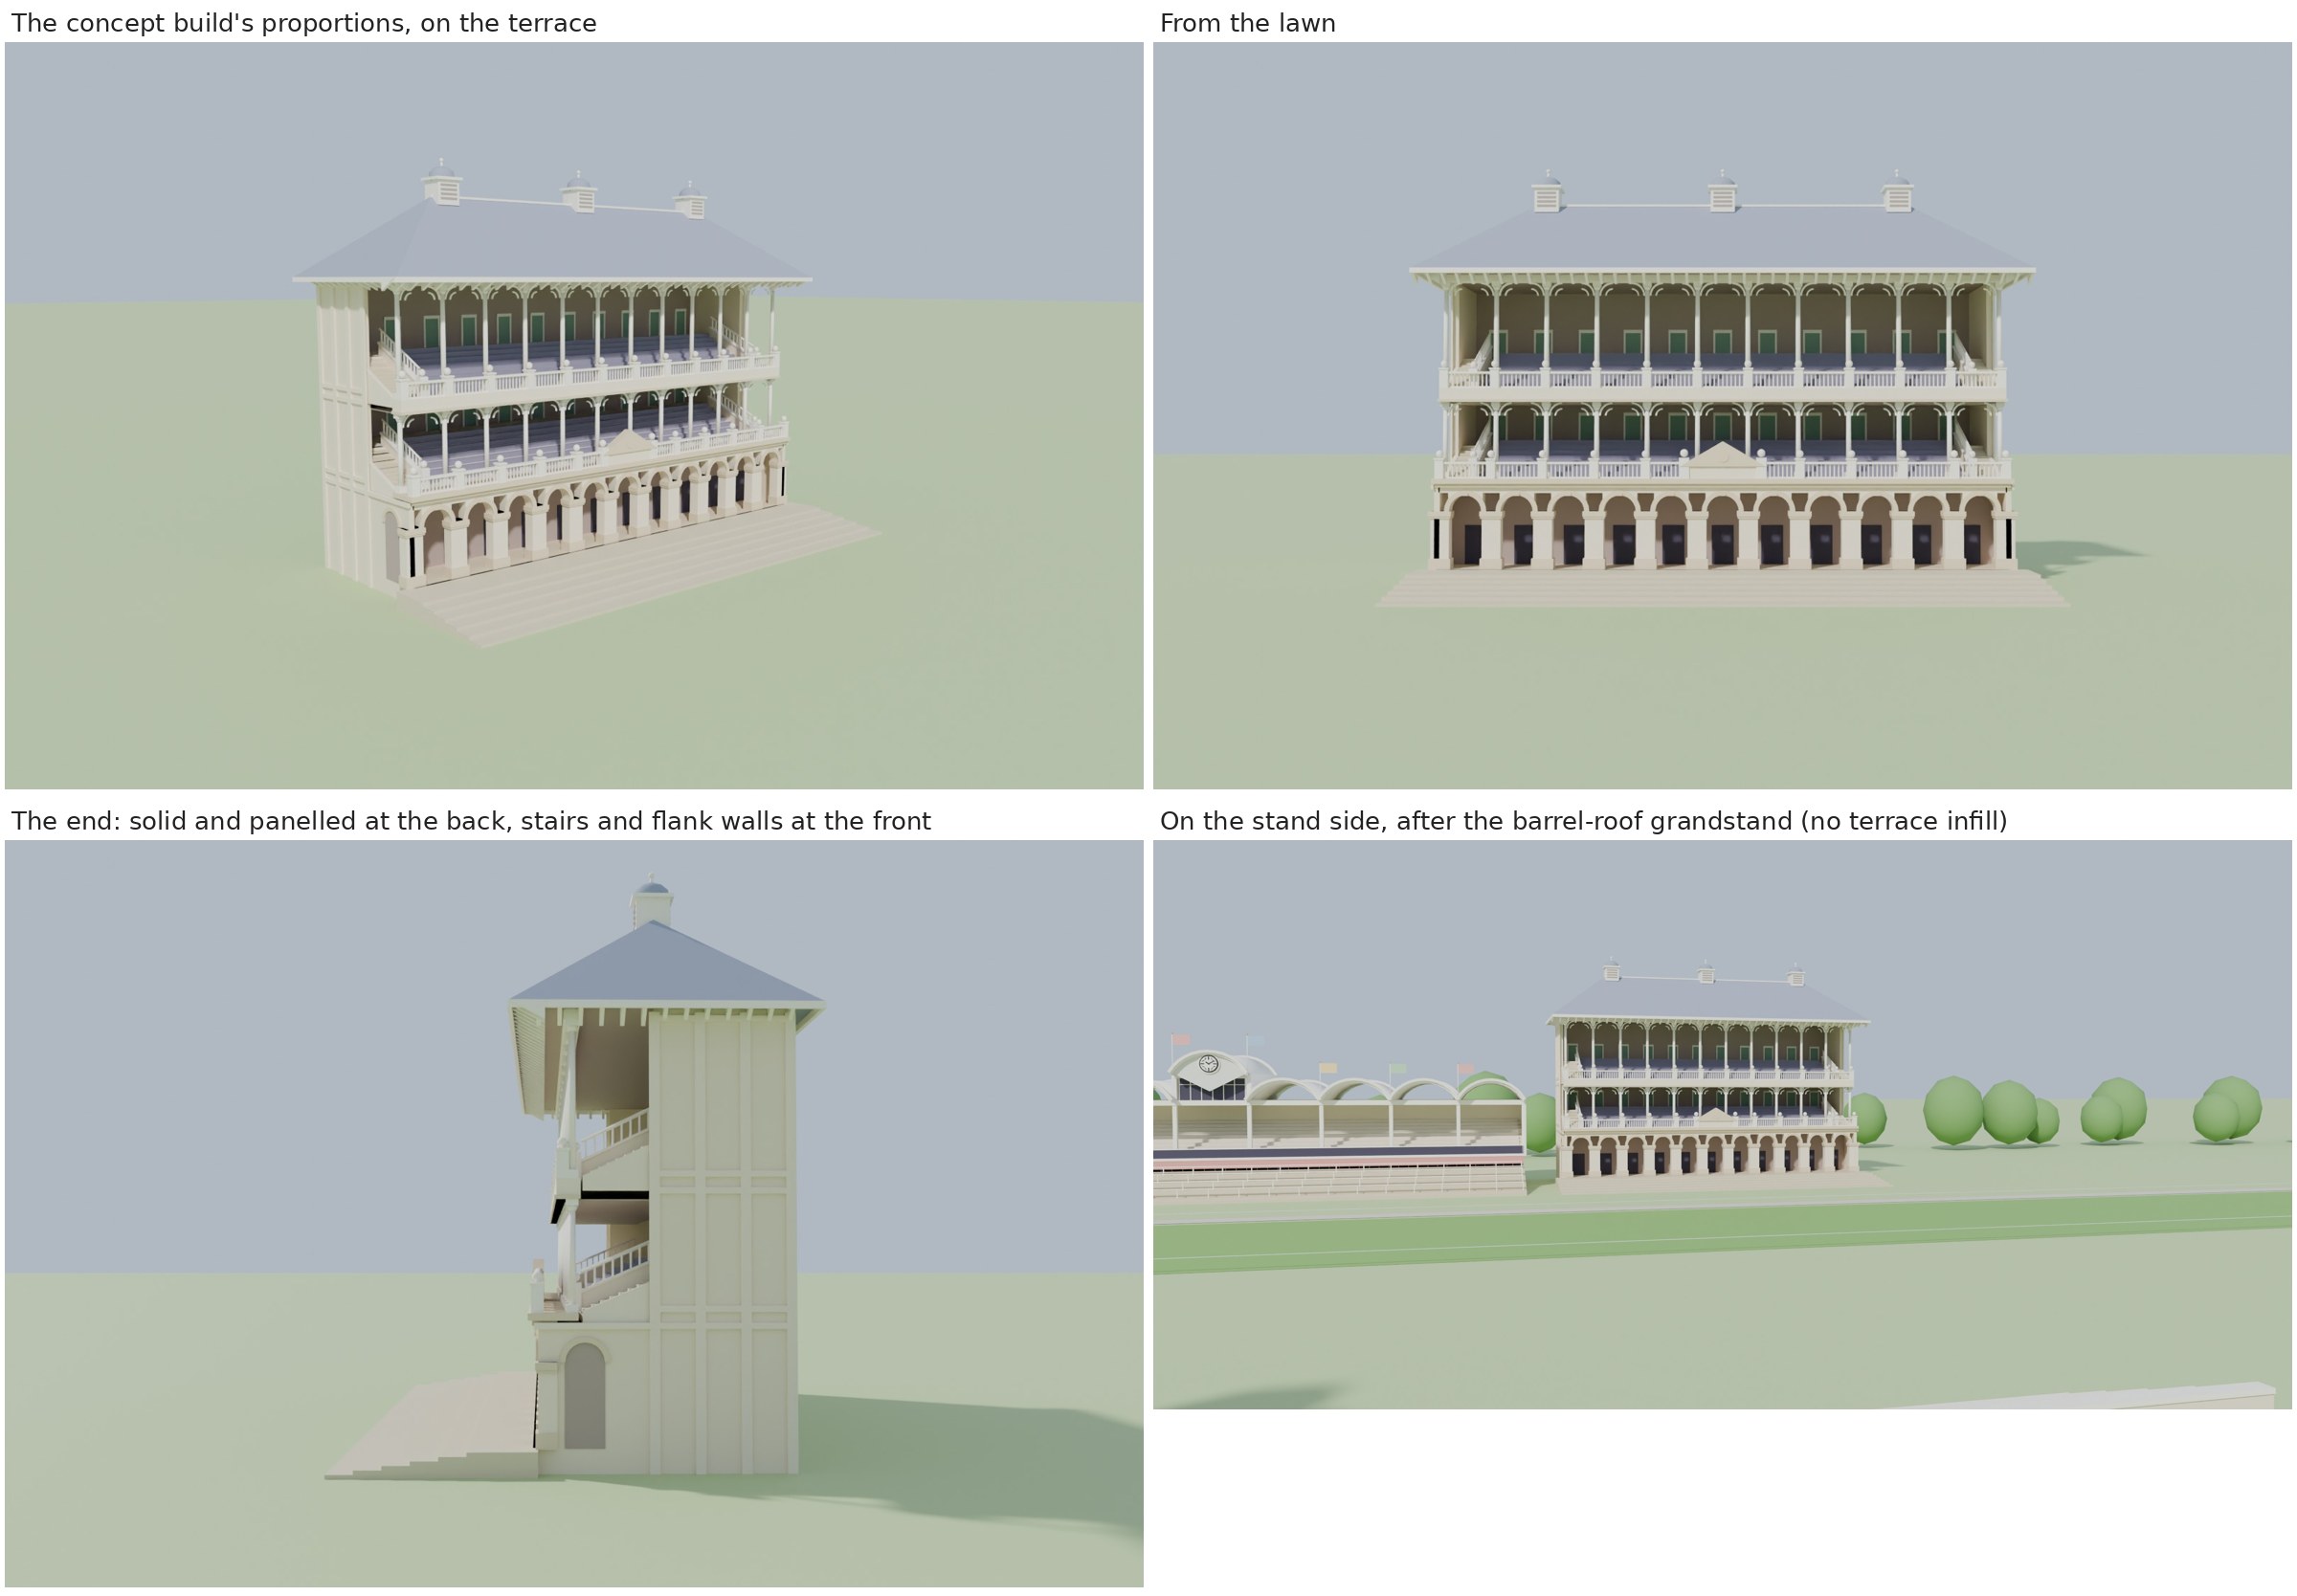 The concept build's proportions, on the terrace
From the lawn
The end: solid and panelled at the back, stairs and flank walls at the front
On the stand side, after the barrel-roof grandstand (no terrace infill)